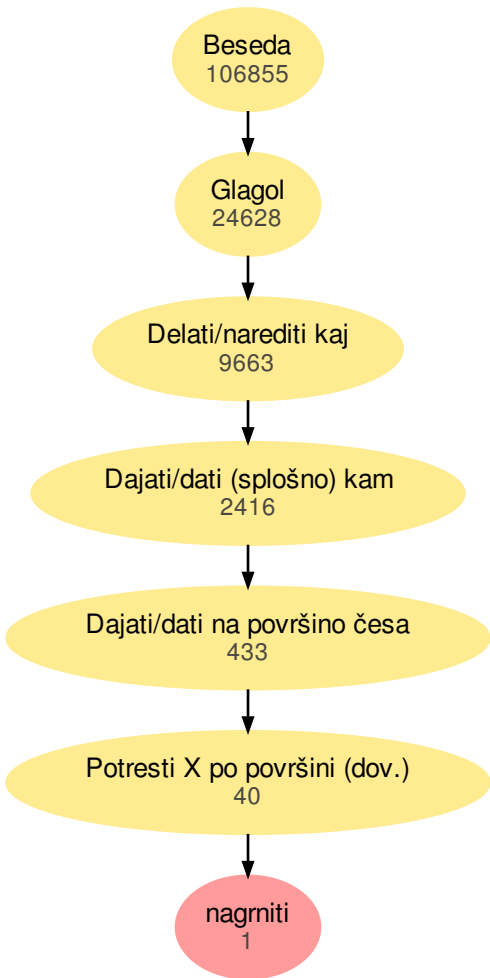 Beseda
106855
Glagol
24628
Delati/narediti kaj
9663
Dajati/dati (splošno) kam
2416
Dajati/dati na površino česa
433
Potresti X po površini (dov.)
40
nagrniti
1